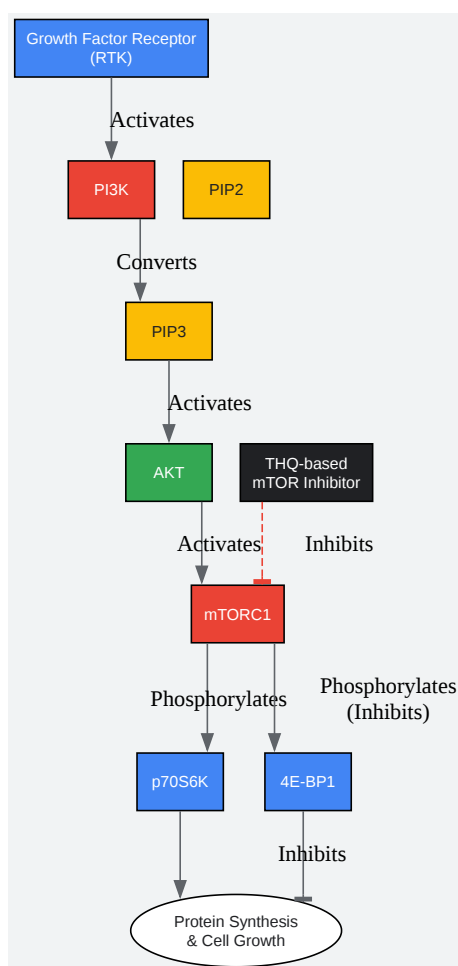 Growth Factor Receptor
(RTK)
Activates
PI3K
PIP2
Converts
PIP3
Activates
AKT
THQ-based
mTOR Inhibitor
Activates
Inhibits
mTORC1
Phosphorylates
Phosphorylates
(Inhibits)
p70S6K
4E-BP1
Inhibits
Protein Synthesis
& Cell Growth